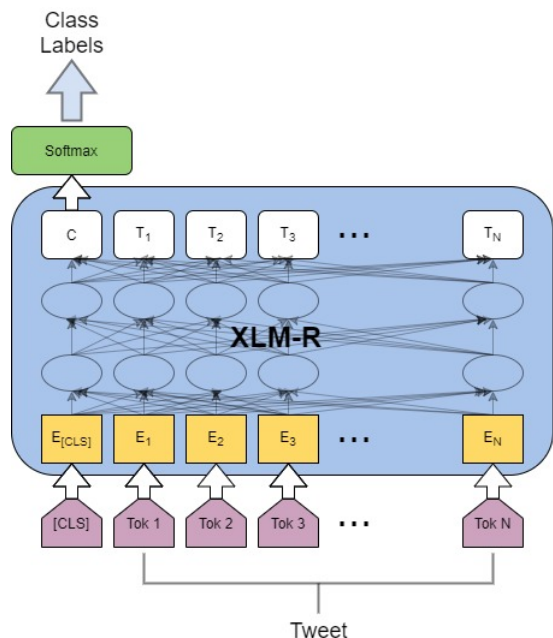 Class
Labels
Softmax
C T1 T2 T3 ... TN
XLM-R
E[CLS] E1 E2 E3 ... EN
[CLS] Tok 1 Tok 2 Tok 3 ... Tok N
Tweet